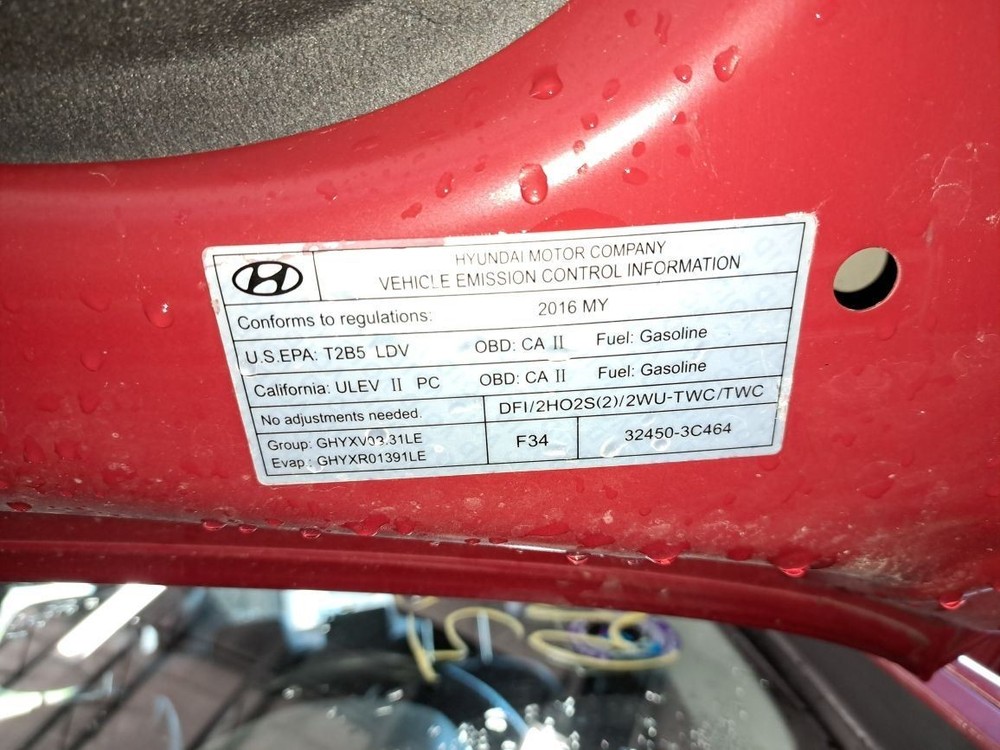 HYUNDAI MOTOR COMPANY
VEHICLE EMISSION CONTROL INFORMATION
Conforms to regulations: 2016 MY
U.S.EPA: T2B5 LDV OBD: CA II Fuel: Gasoline
California: ULEV II PC OBD: CA II Fuel: Gasoline
No adjustments needed. DFI/2HO2S(2)/2WU-TWC/TWC
Group: GHYXV03.31LE
Evap : GHYXR01391LE
F34 32450-3C464